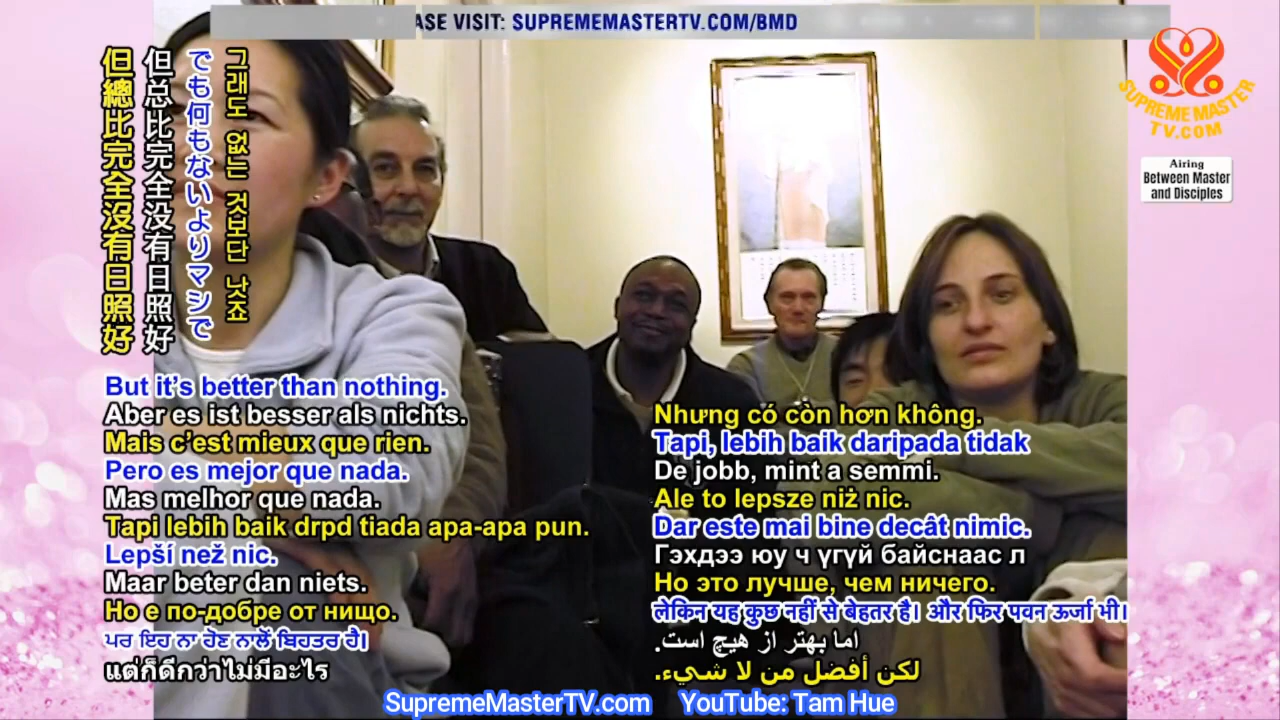 ASE VISIT: SUPREMEMASTERTV.COM/BMD
SUPREME MASTER
TV.COM
Airing
Between Master
and Disciples
但總比完全沒有日照好
但总比完全没有日照好
でも何もないよりマシで
그래도 없는 것보다 낫죠
But it’s better than nothing.
Aber es ist besser als nichts.
Mais c’est mieux que rien.
Pero es mejor que nada.
Mas melhor que nada.
Tapi lebih baik drpd tiada apa-apa pun.
Lepší než nic.
Maar beter dan niets.
Но е по-добре от нищо.
ਪਰ ਇਹ ਨਾ ਹੋਣ ਨਾਲੋਂ ਬਿਹਤਰ ਹੈ।
แต่ก็ดีกว่าไม่มีอะไร
Nhưng có còn hơn không.
Tapi, lebih baik daripada tidak
De jobb, mint a semmi.
Ale to lepsze niż nic.
Dar este mai bine decât nimic.
Гэхдээ юу ч үгүй байснаас л
Но это лучше, чем ничего.
लेकिन यह कुछ नहीं से बेहतर है। और फिर पवन ऊर्जा भी।
اما بهتر از هیچ است.
لكن أفضل من لا شيء.
SupremeMasterTV.com YouTube: Tam Hue